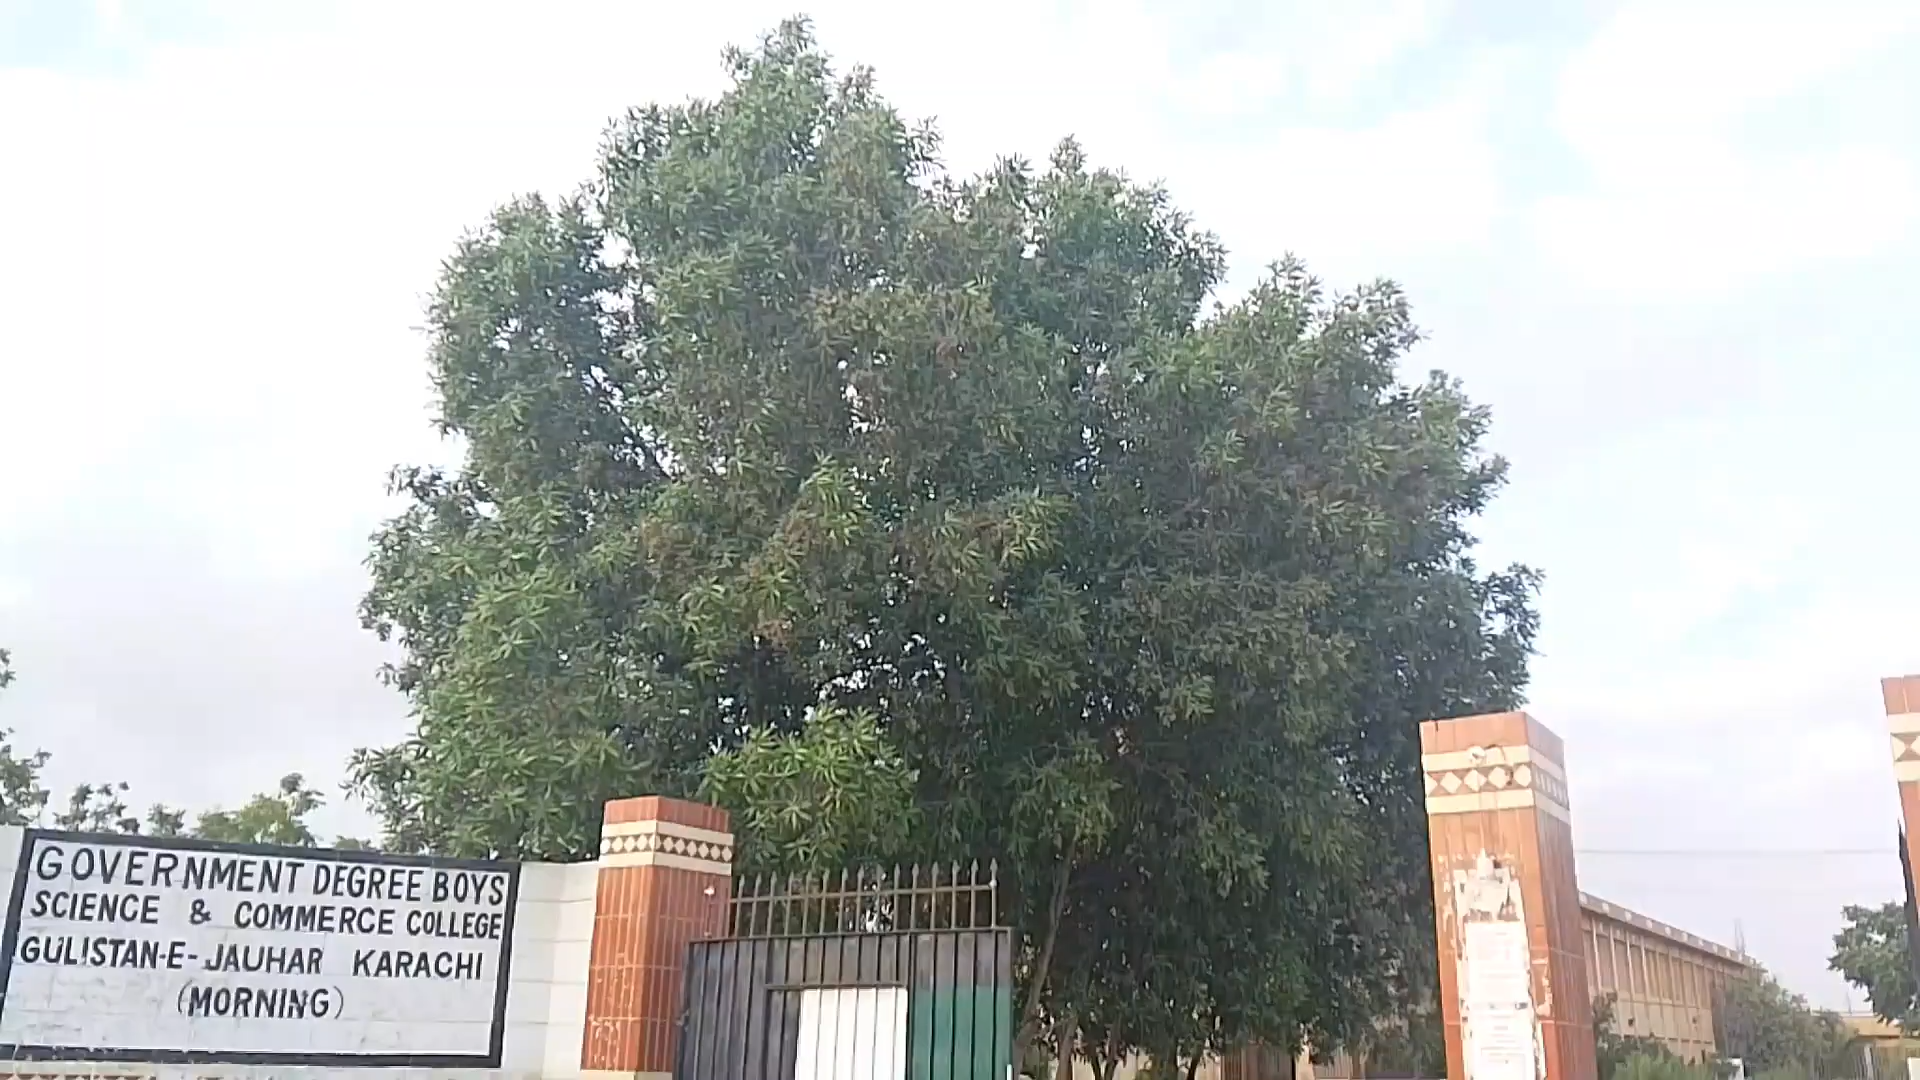 GOVERNMENT DEGREE BOYS
SCIENCE & COMMERCE COLLEGE
GULISTAN-E-JAUHAR KARACHI
(MORNING)